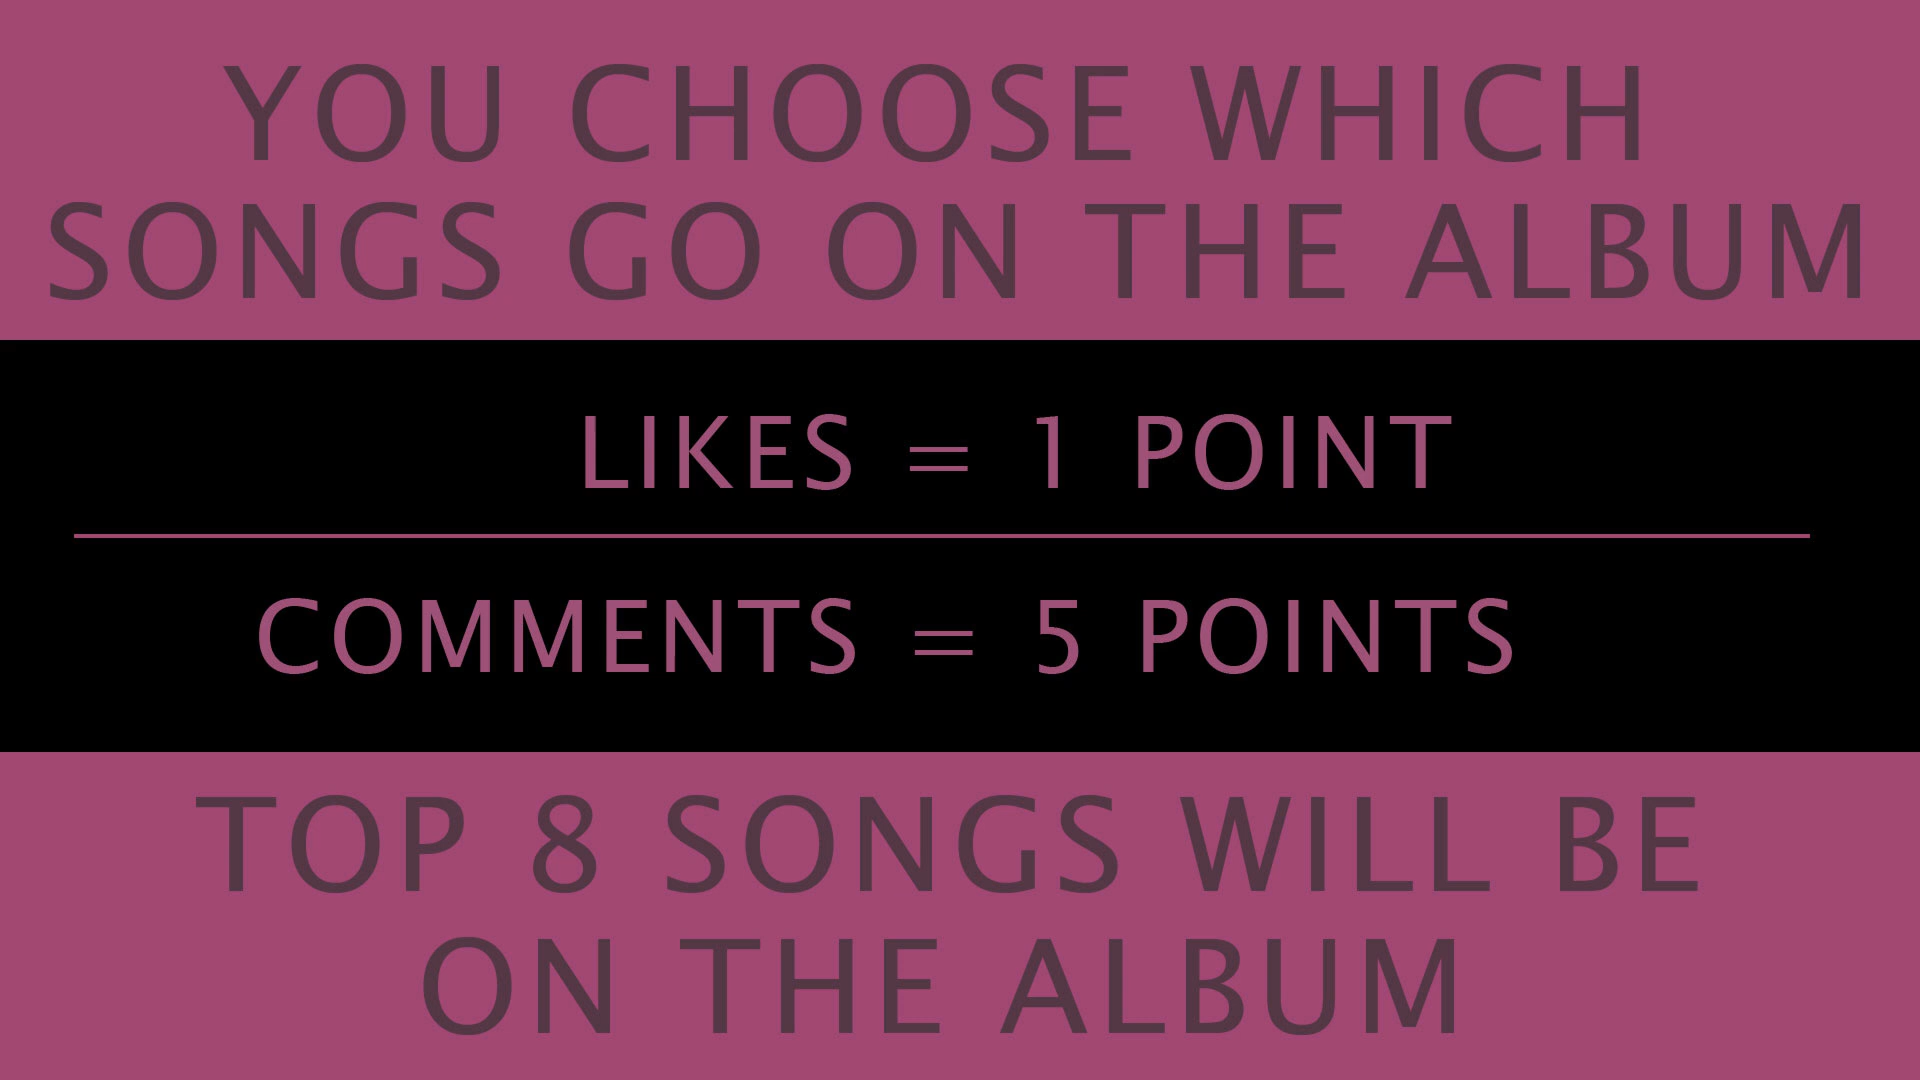 YOU CHOOSE WHICH
SONGS GO ON THE ALBUM
LIKES = 1 POINT
COMMENTS = 5 POINTS
TOP 8 SONGS WILL BE
ON THE ALBUM